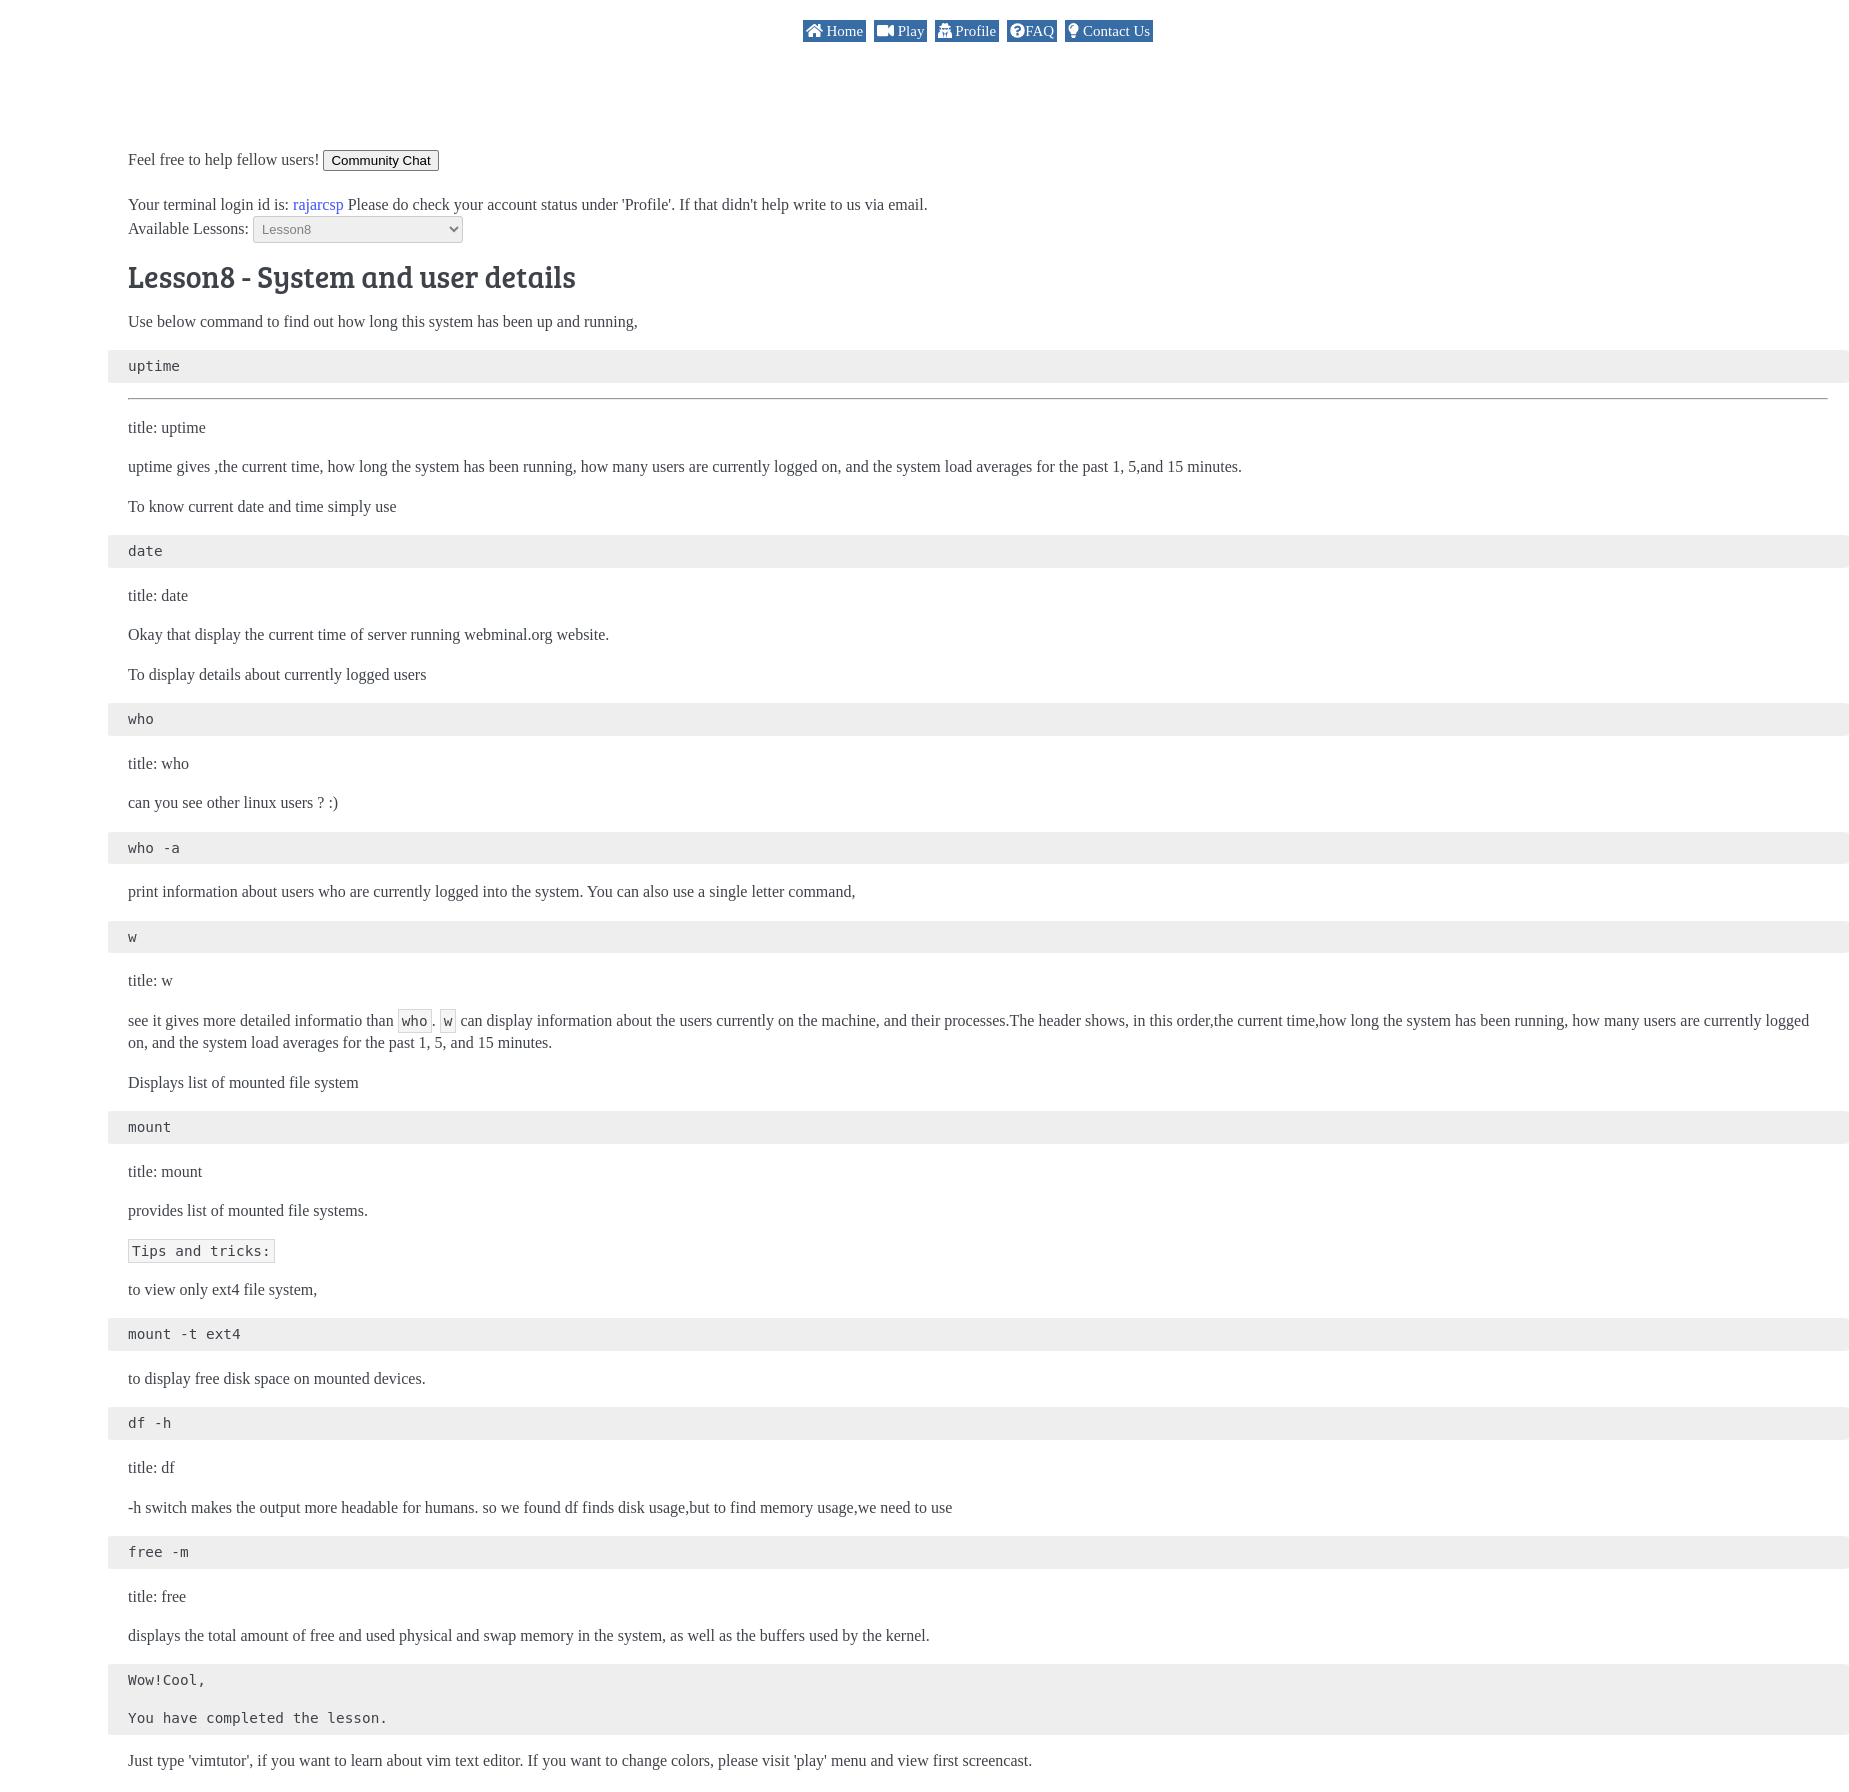 Home Play Profile FAQ Contact Us
Feel free to help fellow users! Community Chat
Your terminal login id is: rajarcsp Please do check your account status under 'Profile'. If that didn't help write to us via email.
Available Lessons: Lesson8
Lesson8 - System and user details
Use below command to find out how long this system has been up and running,
uptime
title: uptime
uptime gives ,the current time, how long the system has been running, how many users are currently logged on, and the system load averages for the past 1, 5,and 15 minutes.
To know current date and time simply use
date
title: date
Okay that display the current time of server running webminal.org website.
To display details about currently logged users
who
title: who
can you see other linux users ? :)
who -a
print information about users who are currently logged into the system. You can also use a single letter command,
w
title: w
see it gives more detailed informatio than who. w can display information about the users currently on the machine, and their processes.The header shows, in this order,the current time,how long the system has been running, how many users are currently logged
on, and the system load averages for the past 1, 5, and 15 minutes.
Displays list of mounted file system
mount
title: mount
provides list of mounted file systems.
Tips and tricks:
to view only ext4 file system,
mount -t ext4
to display free disk space on mounted devices.
df -h
title: df
-h switch makes the output more headable for humans. so we found df finds disk usage,but to find memory usage,we need to use
free -m
title: free
displays the total amount of free and used physical and swap memory in the system, as well as the buffers used by the kernel.
Wow!Cool,
You have completed the lesson.
Just type 'vimtutor', if you want to learn about vim text editor. If you want to change colors, please visit 'play' menu and view first screencast.